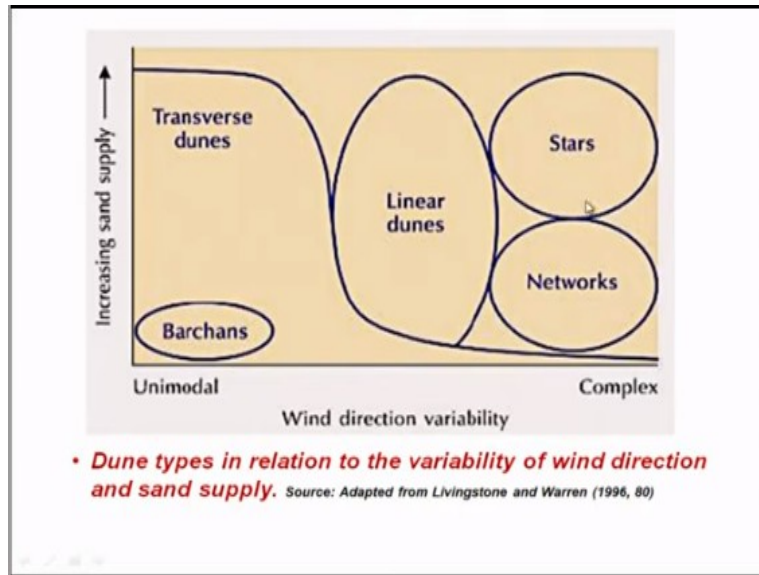 Increasing sand supply
Transverse
dunes
Linear
dunes
Stars
Networks
Barchans
Unimodal
Complex
Wind direction variability
• Dune types in relation to the variability of wind direction
and sand supply. Source: Adapted from Livingstone and Warren (1996, 80)